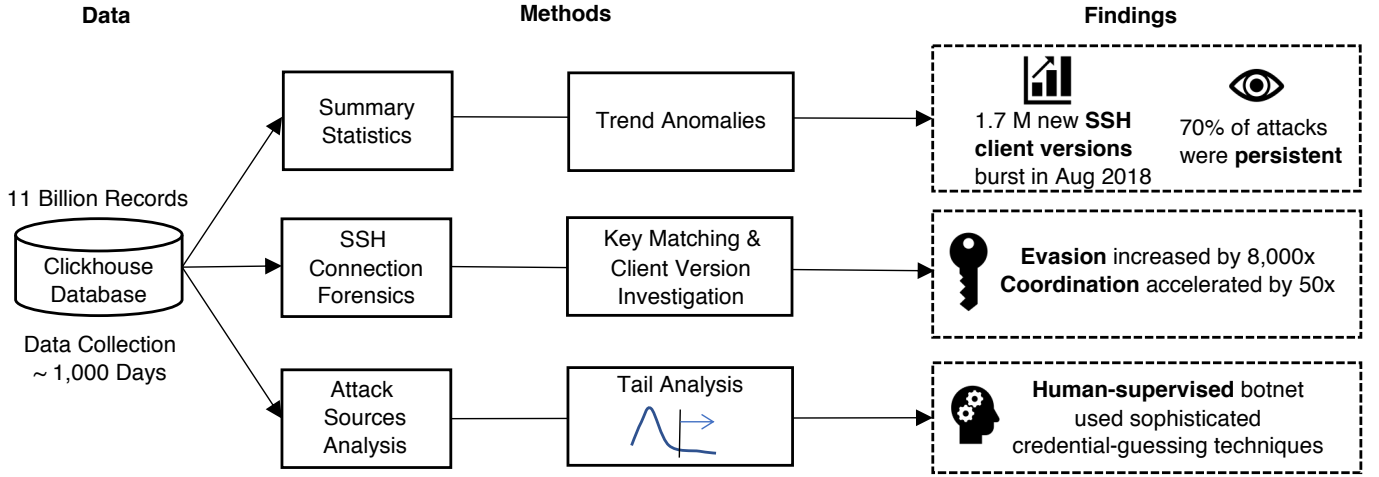 Data
Methods
Findings
11 Billion Records
Clickhouse
Database
Data Collection
~ 1,000 Days
Summary
Statistics
Trend Anomalies
1.7 M new SSH
client versions
burst in Aug 2018
70% of attacks
were persistent
SSH
Connection
Forensics
Key Matching &
Client Version
Investigation
Evasion increased by 8,000x
Coordination accelerated by 50x
Attack
Sources
Analysis
Tail Analysis
Human-supervised botnet
used sophisticated
credential-guessing techniques